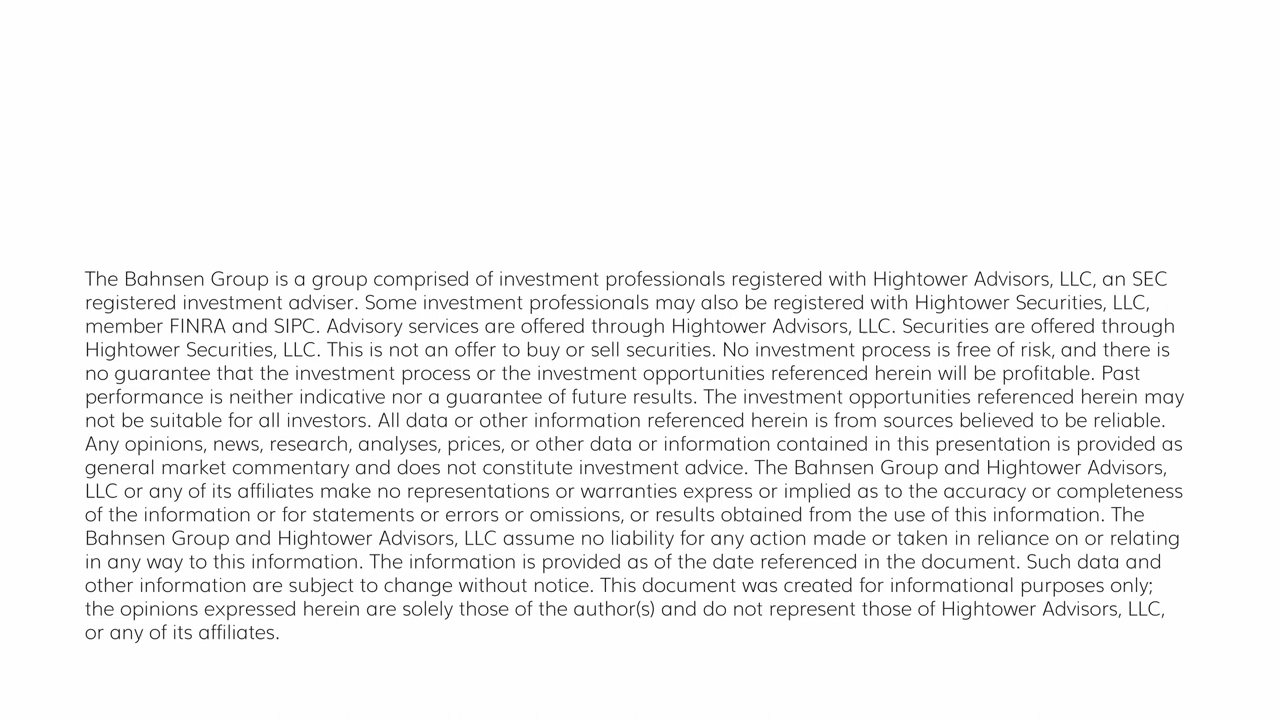 The Bahnsen Group is a group comprised of investment professionals registered with Hightower Advisors, LLC, an SEC
registered investment adviser. Some investment professionals may also be registered with Hightower Securities, LLC,
member FINRA and SIPC. Advisory services are offered through Hightower Advisors, LLC. Securities are offered through
Hightower Securities, LLC. This is not an offer to buy or sell securities. No investment process is free of risk, and there is
no guarantee that the investment process or the investment opportunities referenced herein will be profitable. Past
performance is neither indicative nor a guarantee of future results. The investment opportunities referenced herein may
not be suitable for all investors. All data or other information referenced herein is from sources believed to be reliable.
Any opinions, news, research, analyses, prices, or other data or information contained in this presentation is provided as
general market commentary and does not constitute investment advice. The Bahnsen Group and Hightower Advisors,
LLC or any of its affiliates make no representations or warranties express or implied as to the accuracy or completeness
of the information or for statements or errors or omissions, or results obtained from the use of this information. The
Bahnsen Group and Hightower Advisors, LLC assume no liability for any action made or taken in reliance on or relating
in any way to this information. The information is provided as of the date referenced in the document. Such data and
other information are subject to change without notice. This document was created for informational purposes only;
the opinions expressed herein are solely those of the author(s) and do not represent those of Hightower Advisors, LLC,
or any of its affiliates.